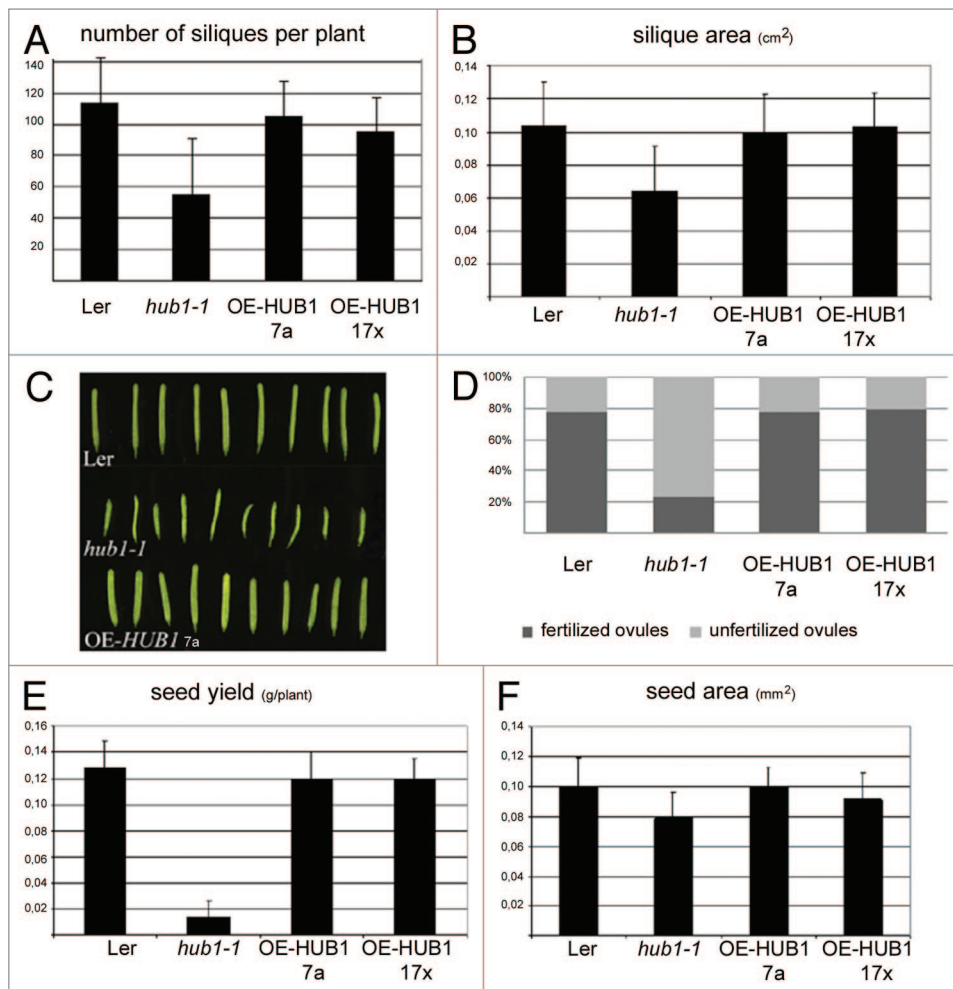 A
number of siliques per plant
140
120
100
80
60
40
20
Ler
hub1-1
OE-HUB1
7a
OE-HUB1
17x
B
silique area (cm²)
0,14
0,12
0,10
0,08
0,06
0,04
0,02
Ler
hub1-1
OE-HUB1
7a
OE-HUB1
17x
C
Ler
hub1-1
OE-HUB1 7a
D
100%
80%
60%
40%
20%
Ler
hub1-1
OE-HUB1
7a
OE-HUB1
17x
fertilized ovules unfertilized ovules
E
seed yield (g/plant)
0,16
0,14
0,12
0,10
0,08
0,06
0,04
0,02
Ler
hub1-1
OE-HUB1
7a
OE-HUB1
17x
F
seed area (mm²)
0,14
0,12
0,10
0,08
0,06
0,04
0,02
Ler
hub1-1
OE-HUB1
7a
OE-HUB1
17x